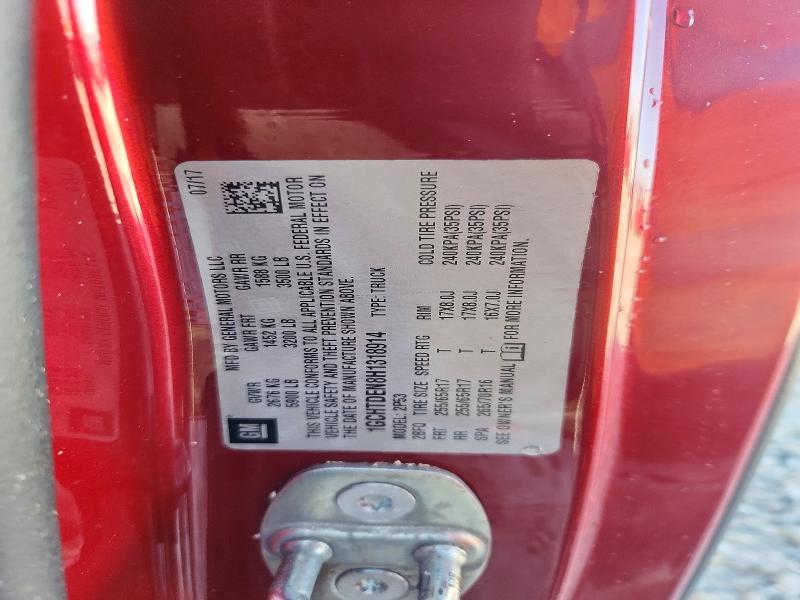 GM
MFD BY GENERAL MOTORS LLC 07/17
GVWR GAWR FRT GAWR RR
2676 KG 1452 KG 1588 KG
5900 LB 3200 LB 3500 LB
THIS VEHICLE CONFORMS TO ALL APPLICABLE U.S. FEDERAL MOTOR
VEHICLE SAFETY AND THEFT PREVENTION STANDARDS IN EFFECT ON
THE DATE OF MANUFACTURE SHOWN ABOVE.
1GCHTDEN8H1318914 TYPE: TRUCK
MODEL: 2P53
28FO TIRE SIZE SPEED RTG RIM COLD TIRE PRESSURE
FRT 255/65R17 T 17X8.0J 240KPA(35PSI)
RR 255/65R17 T 17X8.0J 240KPA(35PSI)
SPA 265/70R16 T 16X7.0J 240KPA(35PSI)
SEE OWNER'S MANUAL FOR MORE INFORMATION.